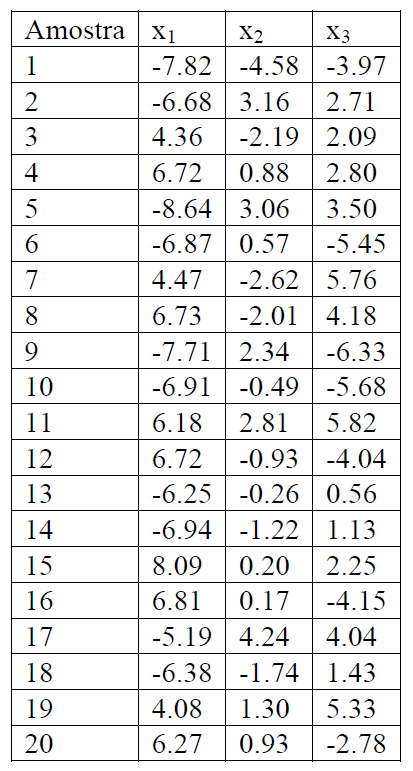 Amostra x₁ x₂ x₃
1 -7.82 -4.58 -3.97
2 -6.68 3.16 2.71
3 4.36 -2.19 2.09
4 6.72 0.88 2.80
5 -8.64 3.06 3.50
6 -6.87 0.57 -5.45
7 4.47 -2.62 5.76
8 6.73 -2.01 4.18
9 -7.71 2.34 -6.33
10 -6.91 -0.49 -5.68
11 6.18 2.81 5.82
12 6.72 -0.93 -4.04
13 -6.25 -0.26 0.56
14 -6.94 -1.22 1.13
15 8.09 0.20 2.25
16 6.81 0.17 -4.15
17 -5.19 4.24 4.04
18 -6.38 -1.74 1.43
19 4.08 1.30 5.33
20 6.27 0.93 -2.78